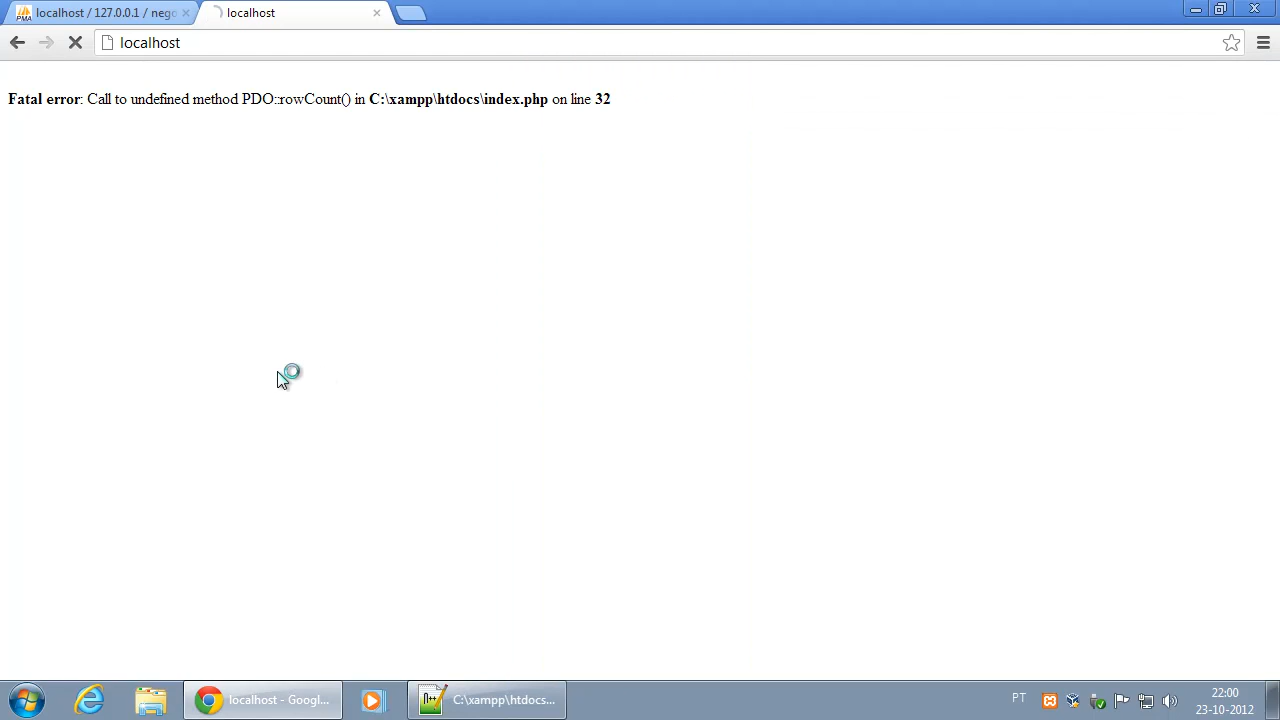 localhost / 127.0.0.1 / nego
localhost
localhost
Fatal error: Call to undefined method PDO::rowCount() in C:\xampp\htdocs\index.php on line 32
localhost - Googl...
C:\xampp\htdocs...
PT
22:00
23-10-2012